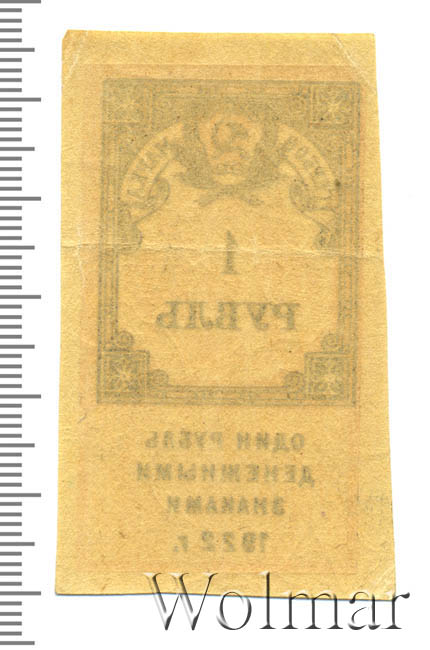 1
РУБЛЬ
ОДИН РУБЛЬ
ДЕНЕЖНЫМИ
ЗНАКАМИ
1922 г.
Wolmar